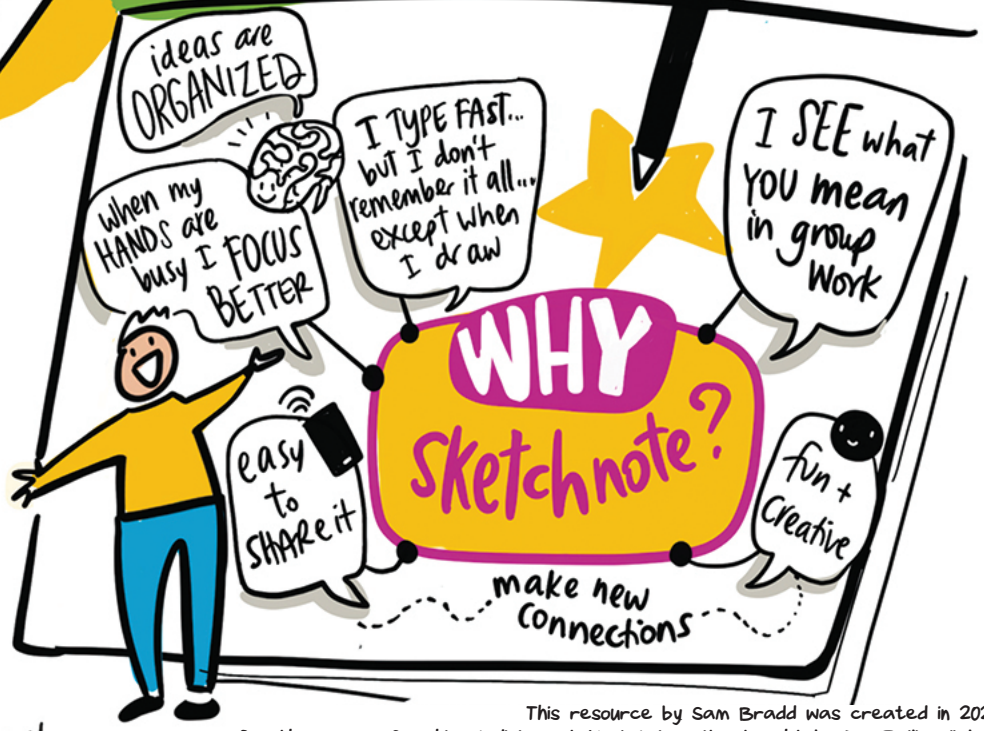 ideas are
ORGANIZED
when my
HANDS are
busy I FOCUS
BETTER
I TYPE FAST...
but I don't
remember it all...
except when
I draw
I SEE what
YOU mean
in group
work
WHY
sketchnote?
easy
to
SHARE it
fun +
creative
make new
connections
This resource by Sam Bradd was created in 202